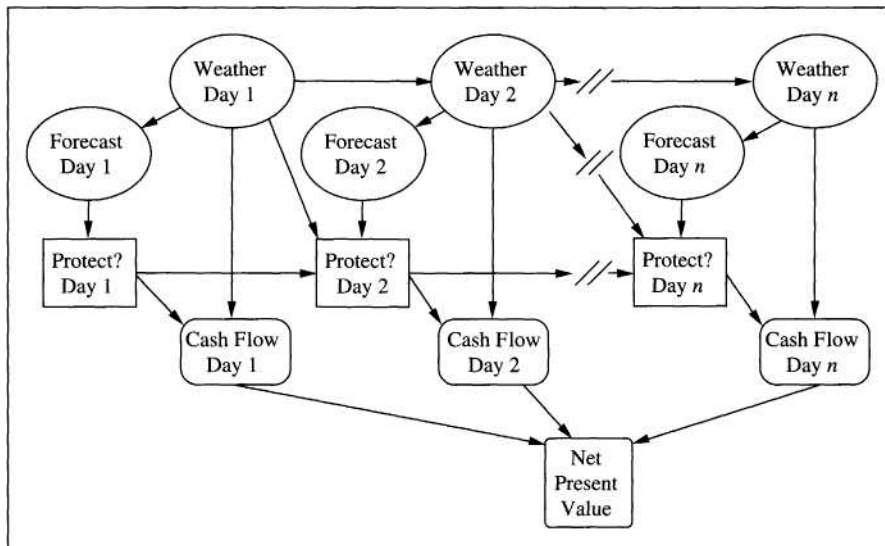 Weather
Day 1
Weather
Day 2
Weather
Day n
Forecast
Day 1
Forecast
Day 2
Forecast
Day n
Protect?
Day 1
Protect?
Day 2
Protect?
Day n
Cash Flow
Day 1
Cash Flow
Day 2
Cash Flow
Day n
Net
Present
Value